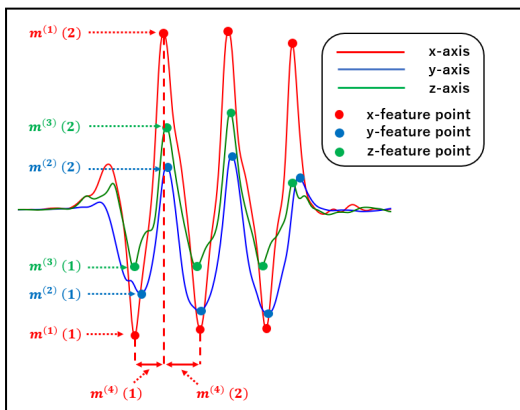 m⁽¹⁾(2)
x-axis
y-axis
z-axis
x-feature point
y-feature point
z-feature point
m⁽³⁾(2)
m⁽²⁾(2)
m⁽³⁾(1)
m⁽²⁾(1)
m⁽¹⁾(1)
m⁽⁴⁾
(1)
m⁽⁴⁾(2)